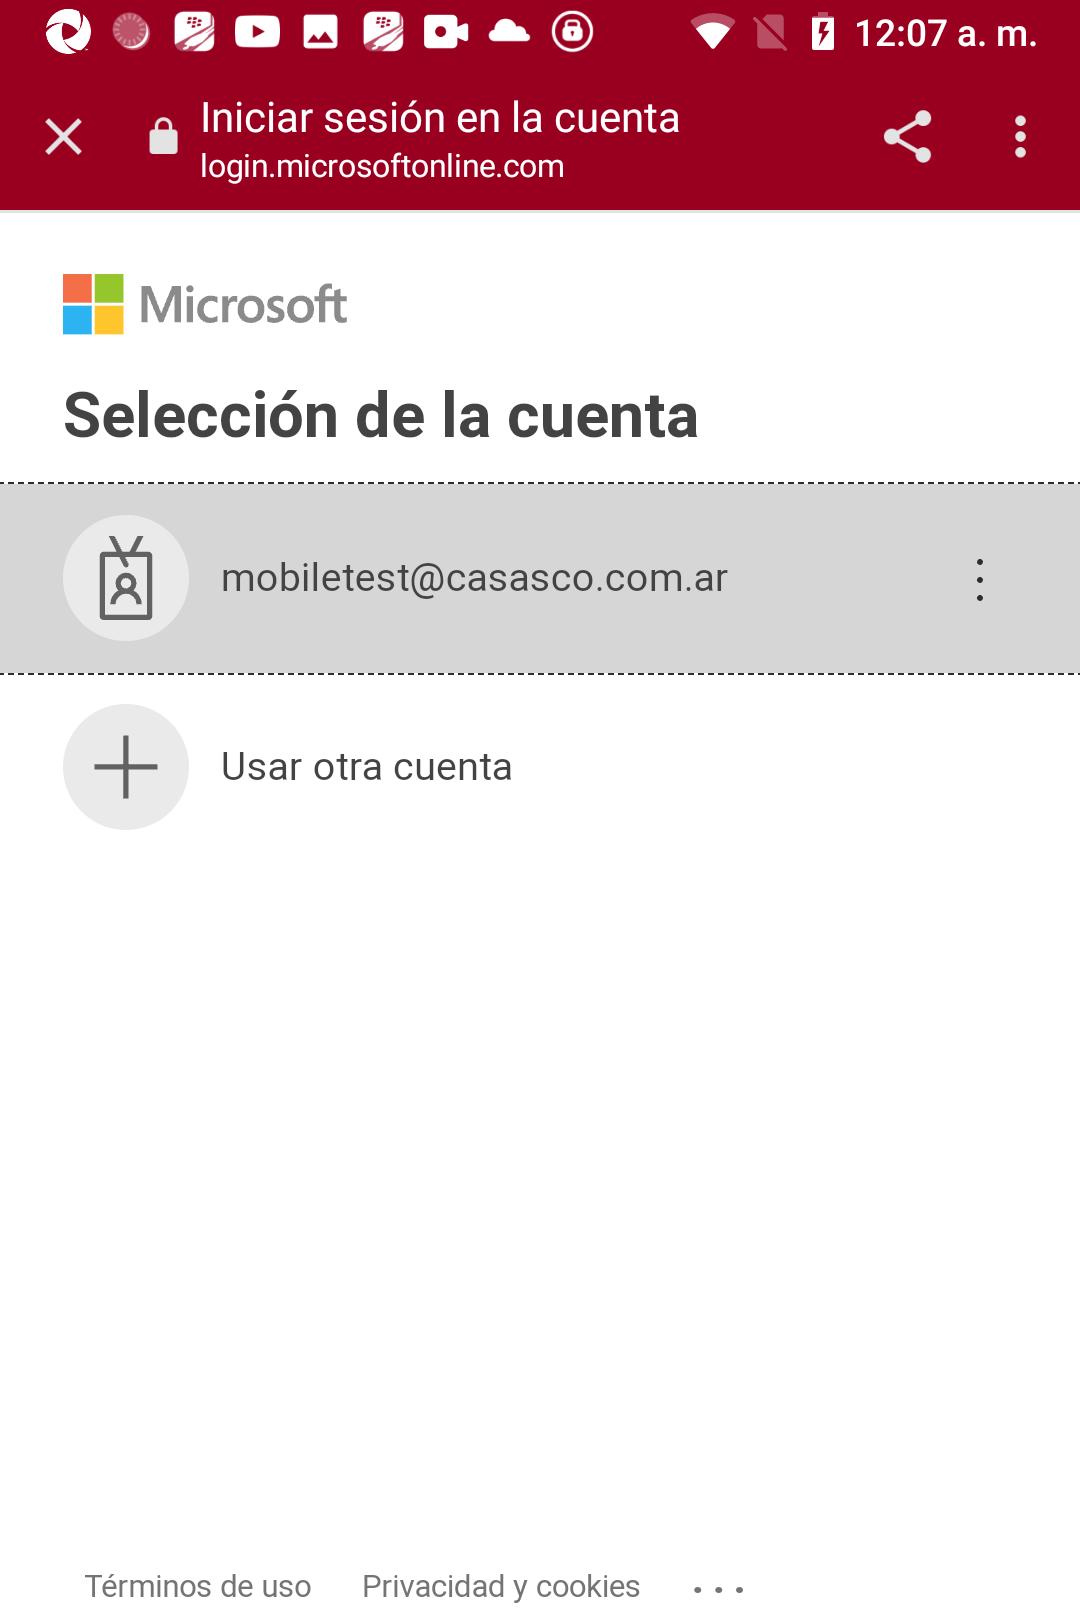 12:07 a. m.
Iniciar sesión en la cuenta
login.microsoftonline.com
Microsoft
Selección de la cuenta
mobiletest@casasco.com.ar
Usar otra cuenta
Términos de uso Privacidad y cookies ...